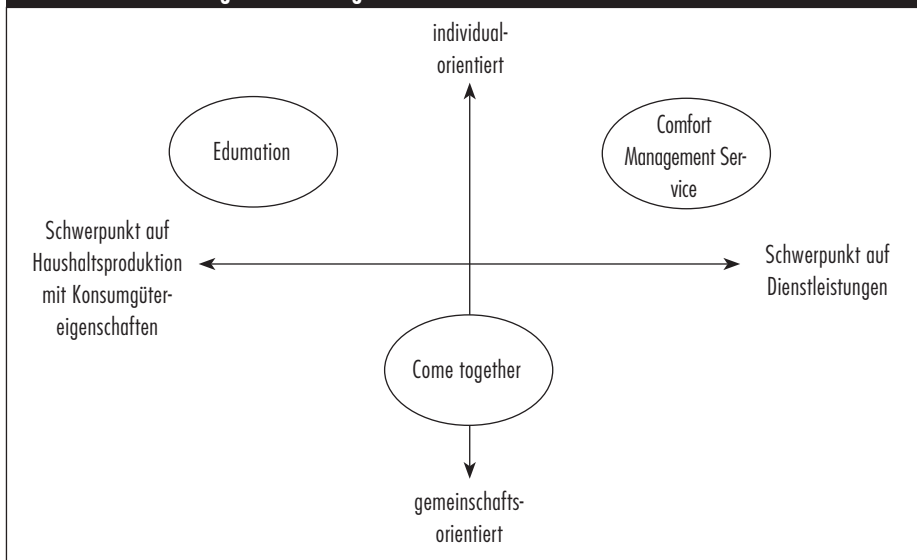 individual-
orientiert
Edumation
Comfort
Management Ser-
vice
Schwerpunkt auf
Haushaltsproduktion
mit Konsumgüter-
eigenschaften
Schwerpunkt auf
Dienstleistungen
Come together
gemeinschafts-
orientiert